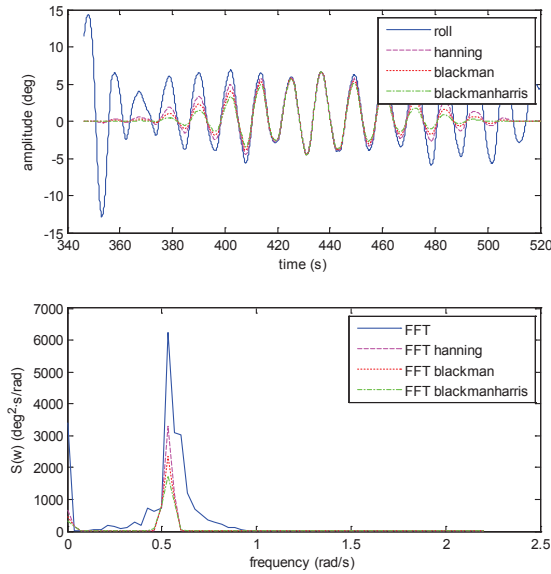 15
10
5
0
-5
-10
-15
amplitude (deg)
340 360 380 400 420 440 460 480 500 520
time (s)
roll
hanning
blackman
blackmanharris
7000
6000
5000
4000
3000
2000
1000
0
S(w) (deg²·s/rad)
0 0.5 1 1.5 2 2.5
frequency (rad/s)
FFT
FFT hanning
FFT blackman
FFT blackmanharris